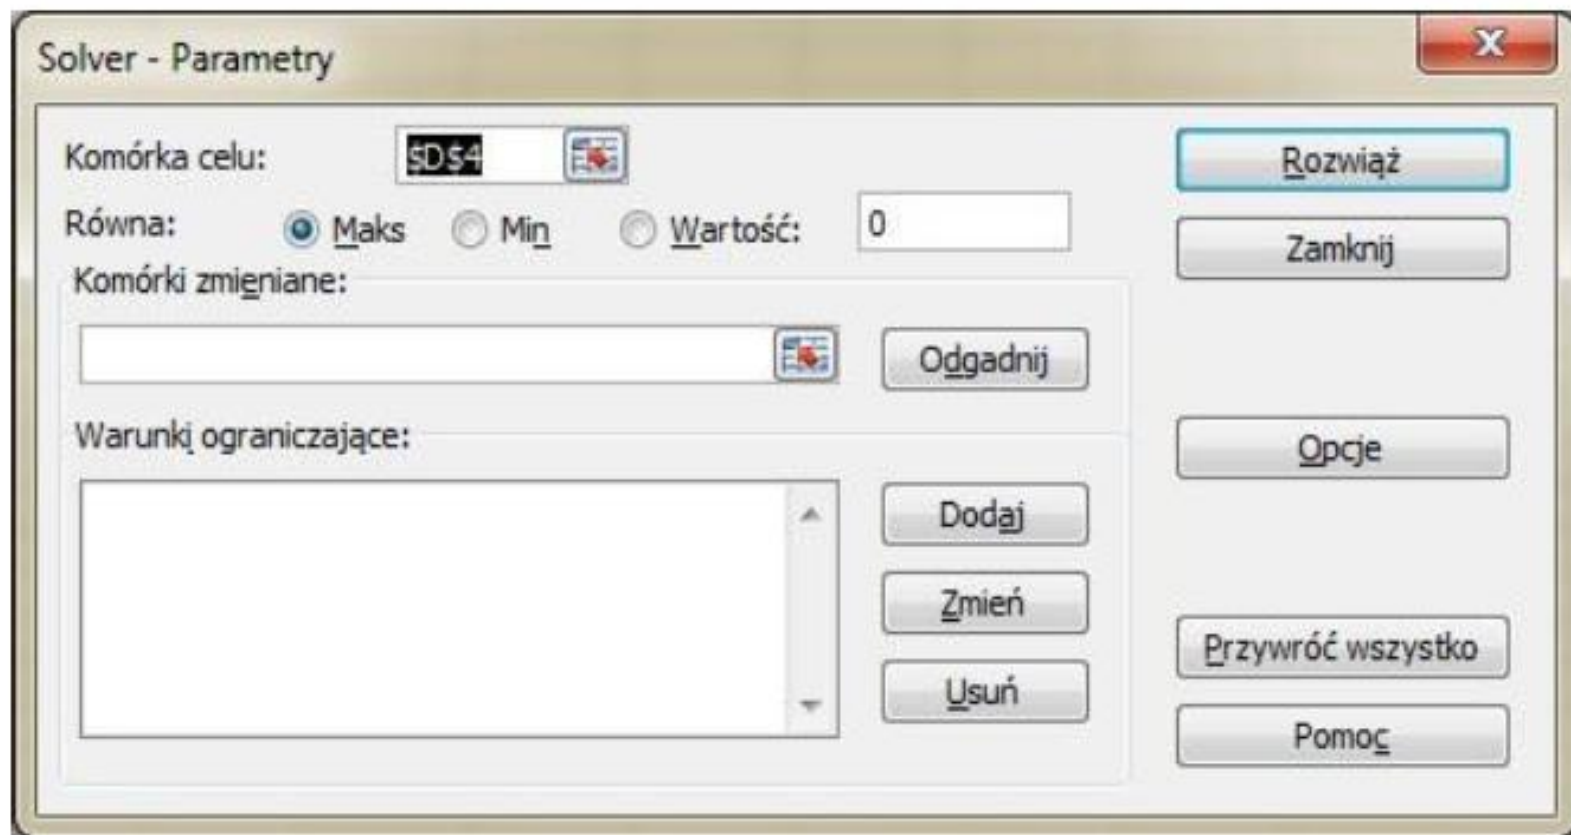 Solver - Parametry
X
Komórka celu: $D$4
Rozwiąż
Równa: Maks Min Wartość: 0
Zamknij
Komórki zmieniane:
Odgadnij
Warunki ograniczające:
Opcje
Dodaj
Zmień
Przywróć wszystko
Usuń
Pomoc